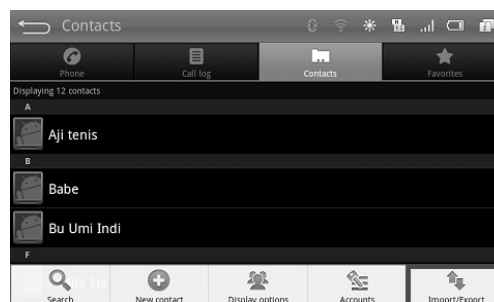 Contacts
Phone Call log Contacts Favorites
Displaying 12 contacts
A
Aji tenis
B
Babe
Bu Umi Indi
F
Search New contact Display options Accounts Import/Export